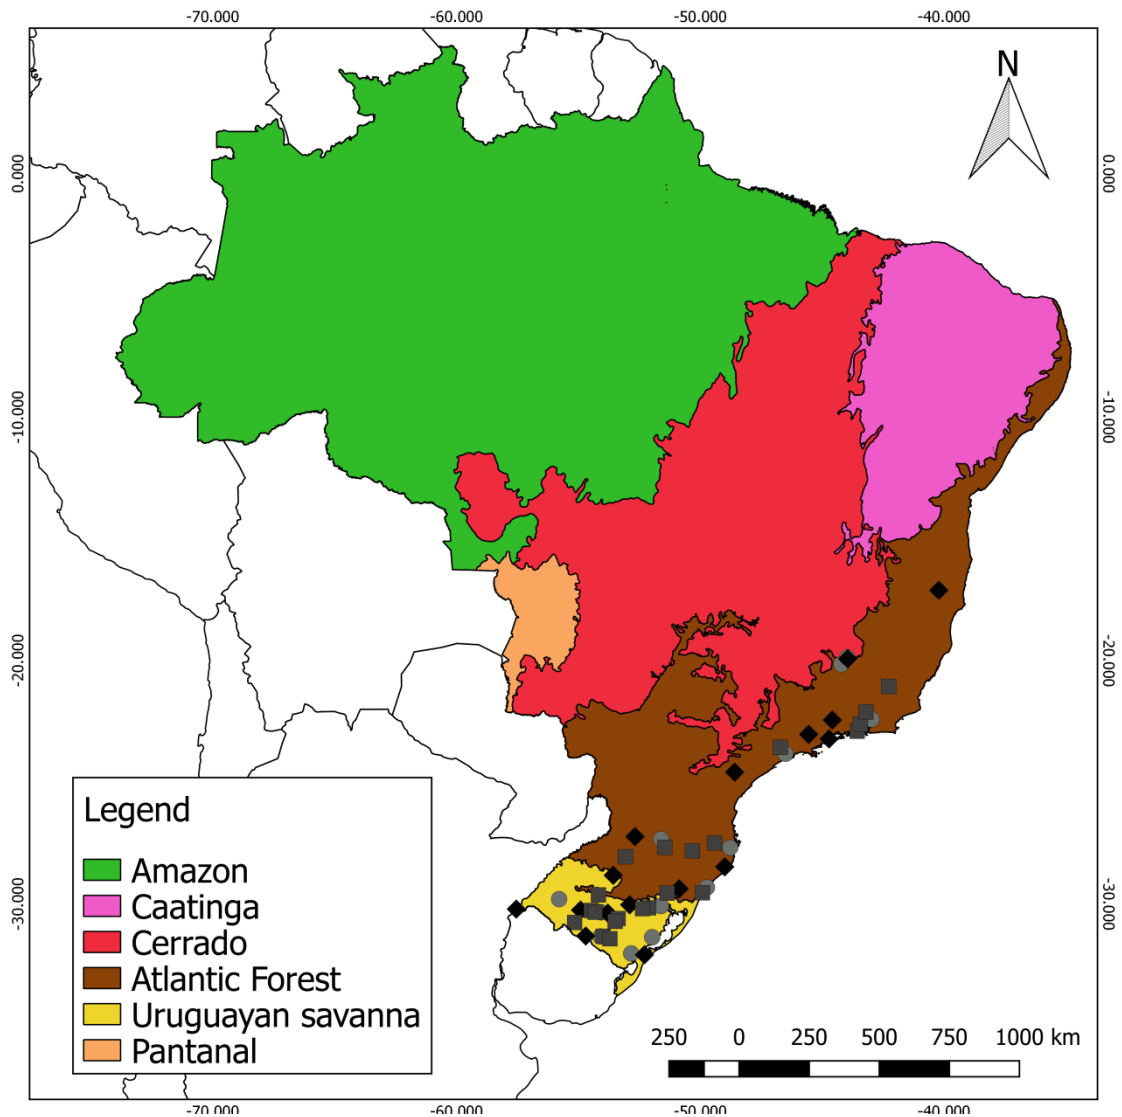 -70.000 -60.000 -50.000 -40.000
N
0.000 0.000
-10.000 -10.000
-20.000 -20.000
-30.000 -30.000
Legend
Amazon
Caatinga
Cerrado
Atlantic Forest
Uruguayan savanna
Pantanal
250 0 250 500 750 1000 km
-70.000 -60.000 -50.000 -40.000